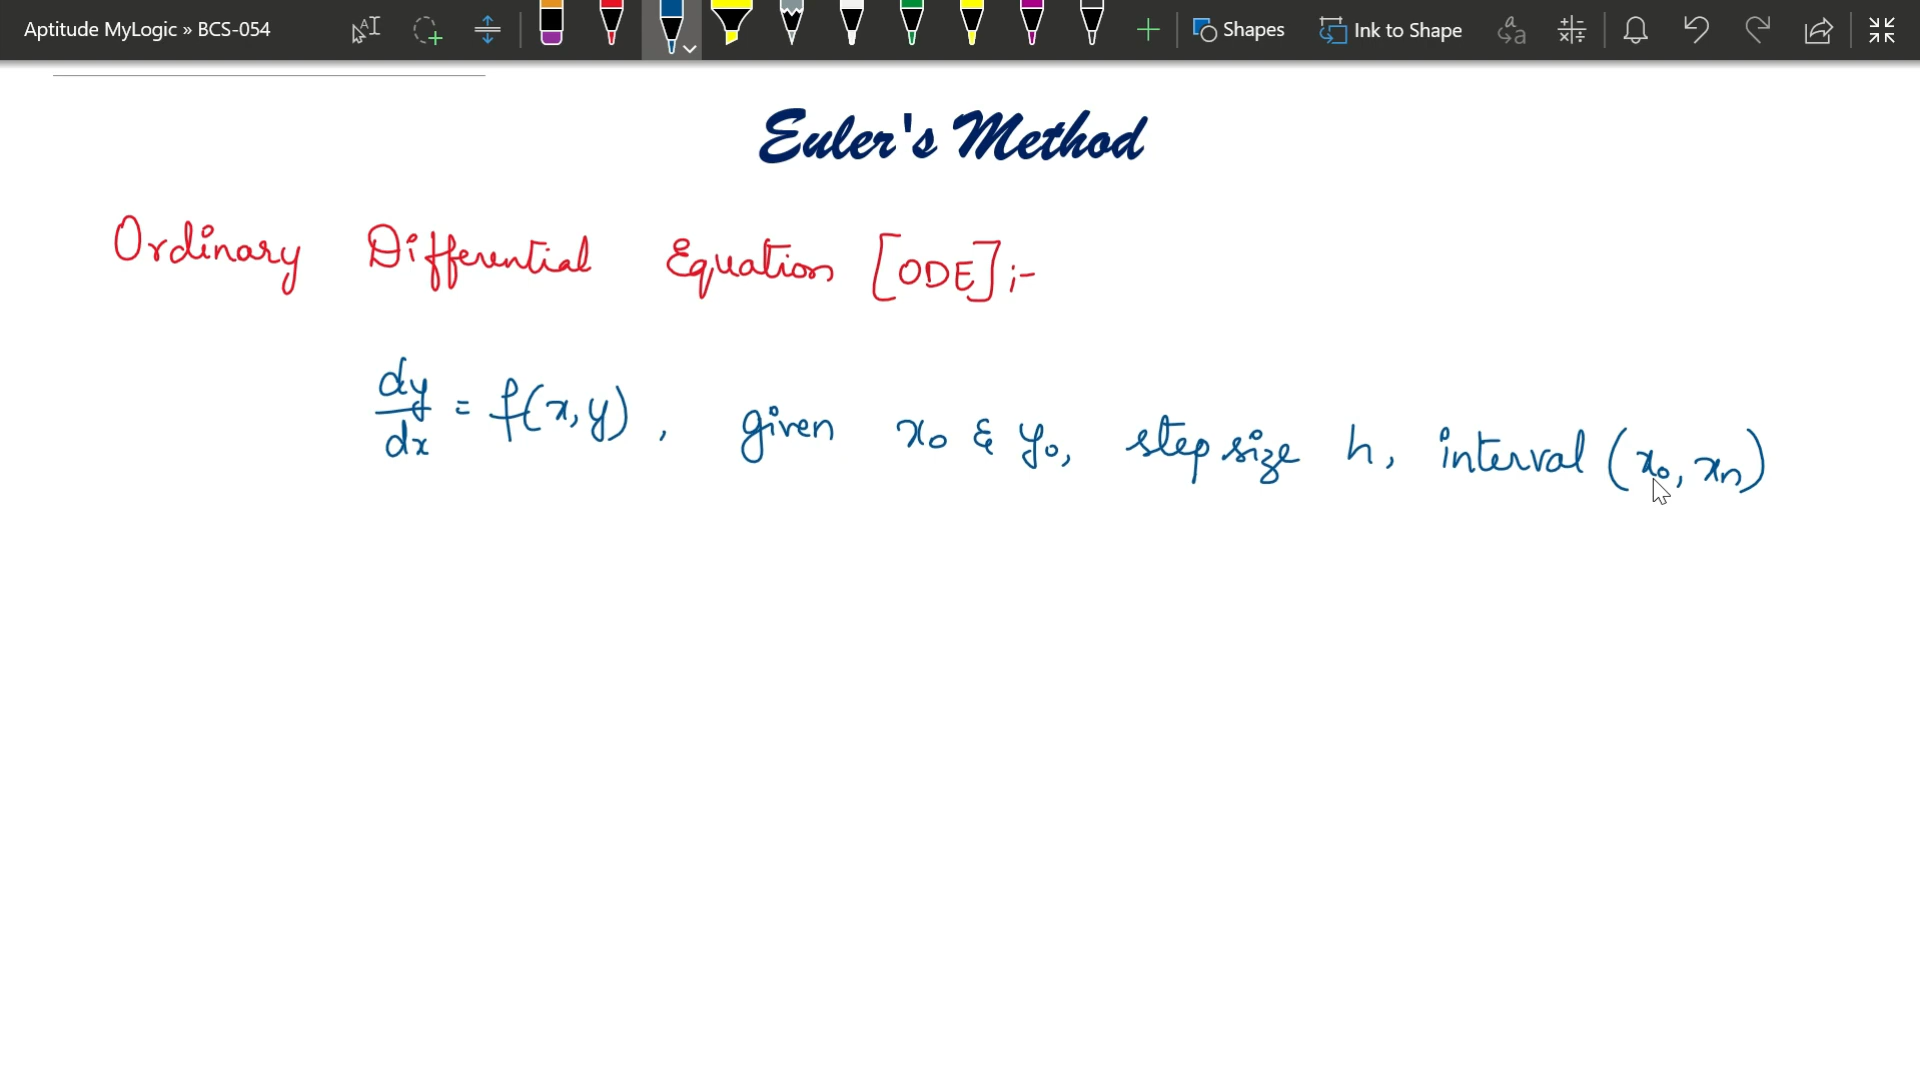 Aptitude MyLogic » BCS-054 Shapes Ink to Shape
Euler's Method
Ordinary Differential Equation [ODE];-
dy/dx = f(x,y), given x₀ & y₀, step size h, interval (x₀, xₙ)